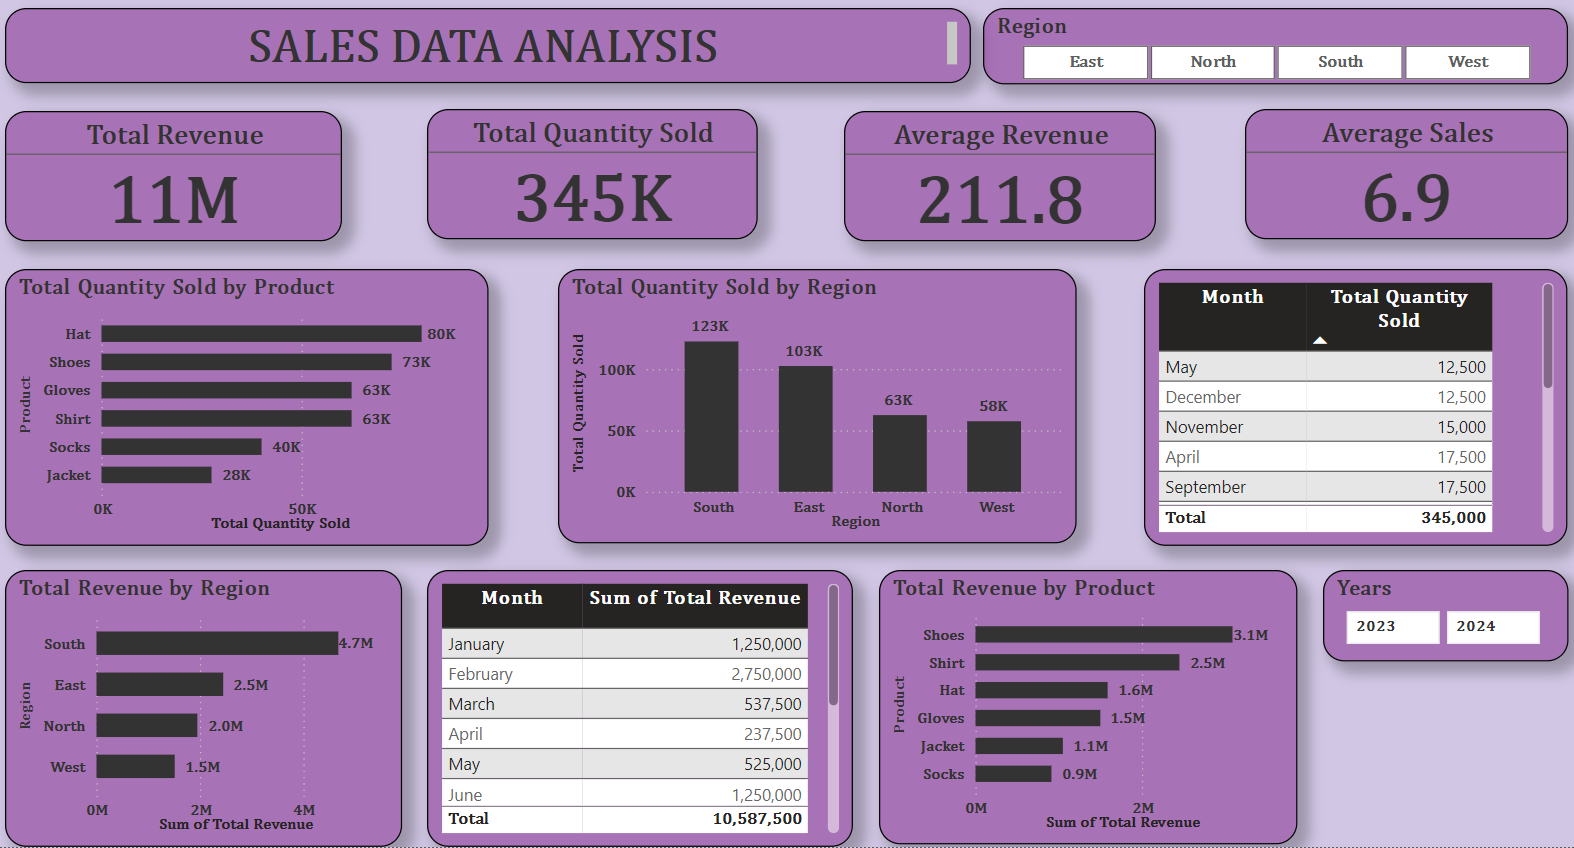 SALES DATA ANALYSIS
Region
East North South West
Total Revenue
11M
Total Quantity Sold
345K
Average Revenue
211.8
Average Sales
6.9
Total Quantity Sold by Product
Product
Hat 80K
Shoes 73K
Gloves 63K
Shirt 63K
Socks 40K
Jacket 28K
0K 50K
Total Quantity Sold
Total Quantity Sold by Region
Total Quantity Sold
100K
50K
0K
123K
103K
63K
58K
South East North West
Region
Month Total Quantity
Sold
May 12,500
December 12,500
November 15,000
April 17,500
September 17,500
Total 345,000
Total Revenue by Region
Region
South 4.7M
East 2.5M
North 2.0M
West 1.5M
0M 2M 4M
Sum of Total Revenue
Month Sum of Total Revenue
January 1,250,000
February 2,750,000
March 537,500
April 237,500
May 525,000
June 1,250,000
Total 10,587,500
Total Revenue by Product
Product
Shoes 3.1M
Shirt 2.5M
Hat 1.6M
Gloves 1.5M
Jacket 1.1M
Socks 0.9M
0M 2M
Sum of Total Revenue
Years
2023 2024